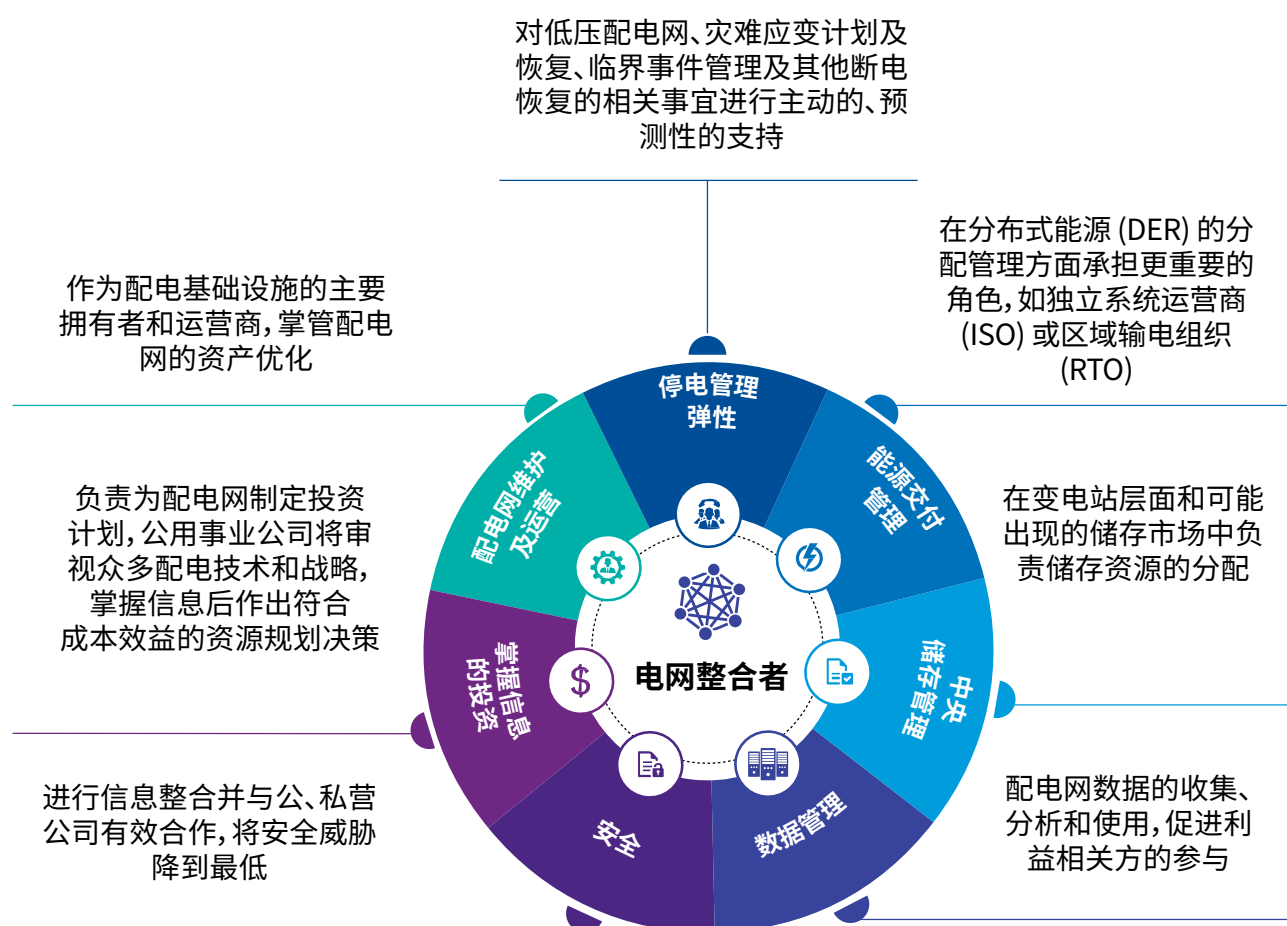 对低压配电网、灾难应变计划及
恢复、临界事件管理及其他断电
恢复的相关事宜进行主动的、预
测性的支持
在分布式能源 (DER) 的分
配管理方面承担更重要的
角色，如独立系统运营商
(ISO) 或区域输电组织
(RTO)
作为配电基础设施的主要
拥有者和运营商，掌管配电
网的资产优化
停电管理
弹性
能源交付
管理
配电网维护
及运营
负责为配电网制定投资
计划，公用事业公司将审
视众多配电技术和战略，
掌握信息后作出符合
成本效益的资源规划决策
在变电站层面和可能
出现的储存市场中负
责储存资源的分配
掌握信息
的投资
$
电网整合者
中央
储存管理
进行信息整合并与公、私营
公司有效合作，将安全威胁
降到最低
安全
数据管理
配电网数据的收集、
分析和使用，促进利
益相关方的参与